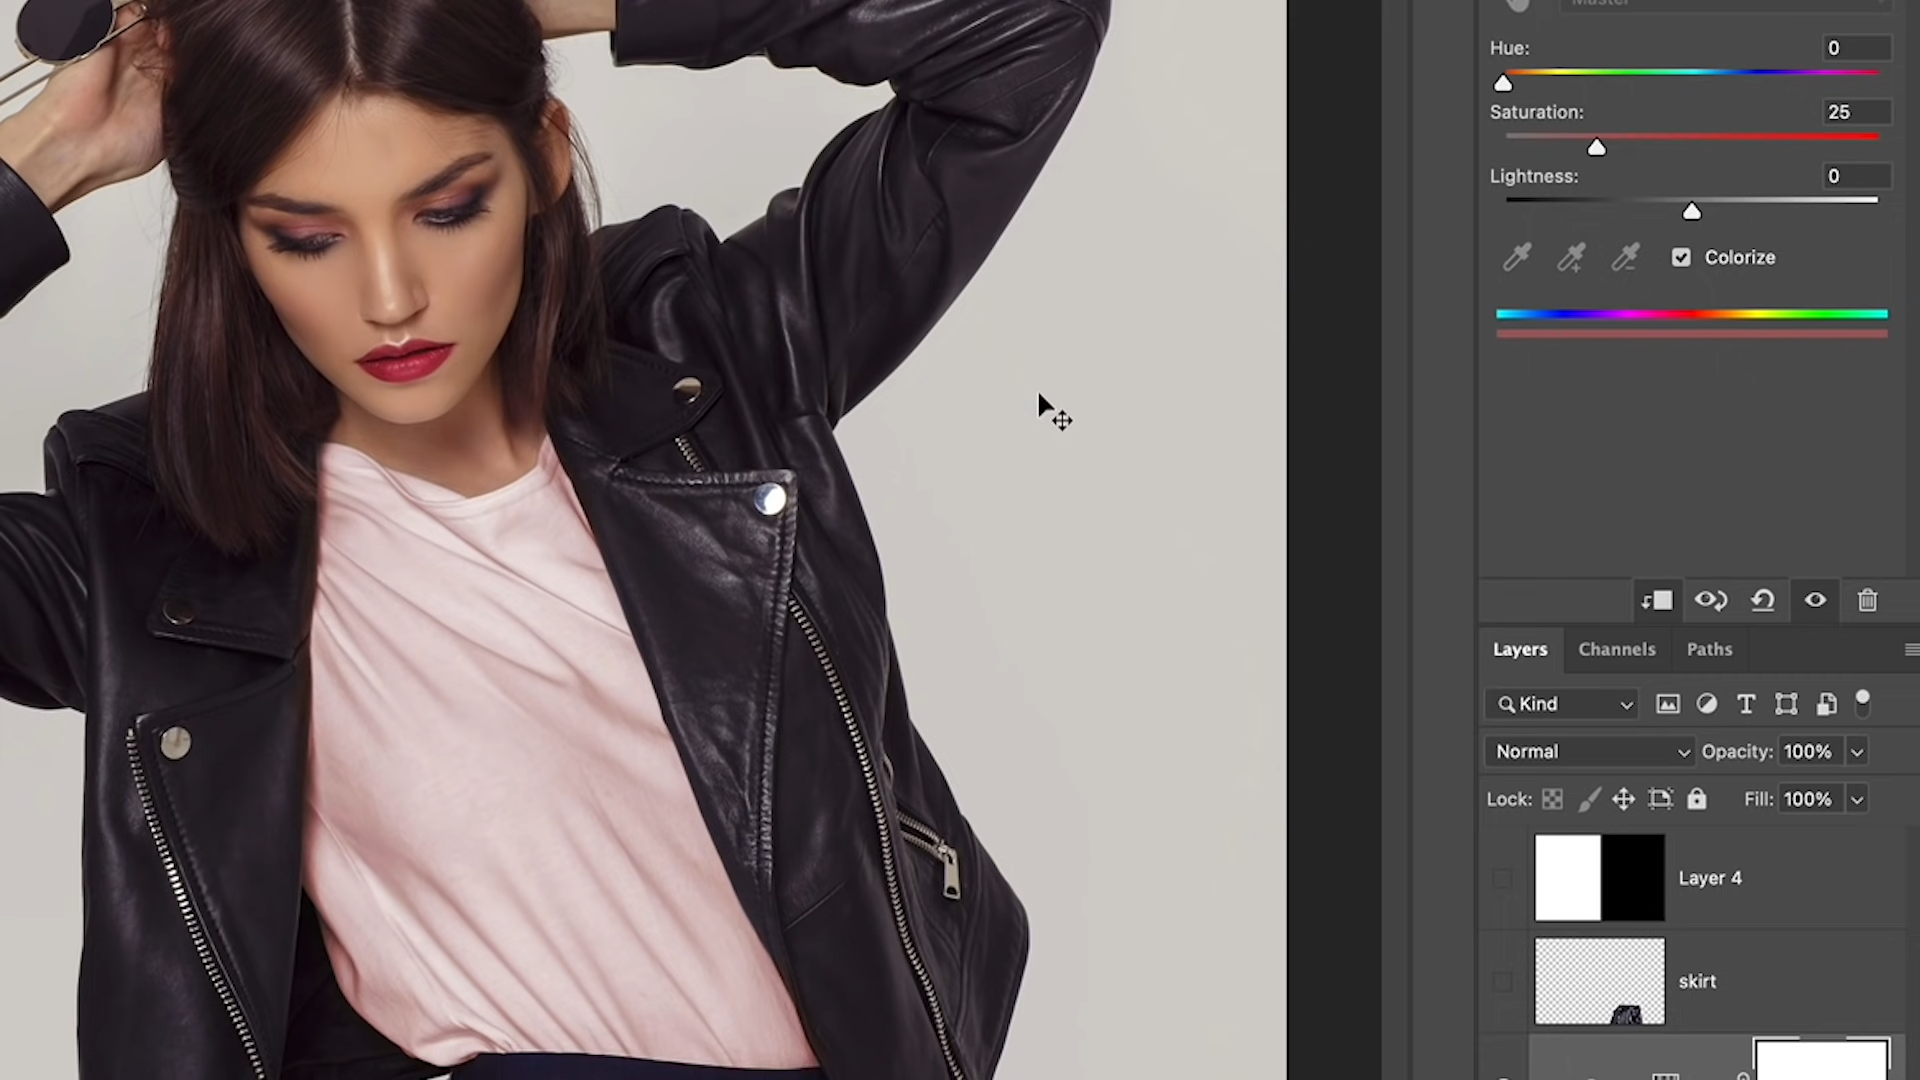 Master
Hue: 0
Saturation: 25
Lightness: 0
Colorize
Layers Channels Paths
Kind
Normal Opacity: 100%
Lock: Fill: 100%
Layer 4
skirt